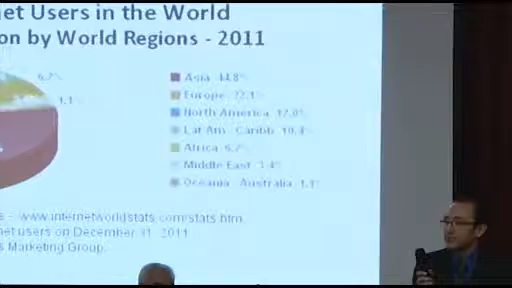 net Users in the World
on by World Regions - 2011
6.7%
1.1%
Asia 44.8%
Europe 22.1%
North America 12.0%
Lat Am / Caribb 10.4%
Africa 6.2%
Middle East 3.4%
Oceania / Australia 1.1%
s - www.internetworldstats.com/stats.htm
net users on December 31, 2011
s Marketing Group